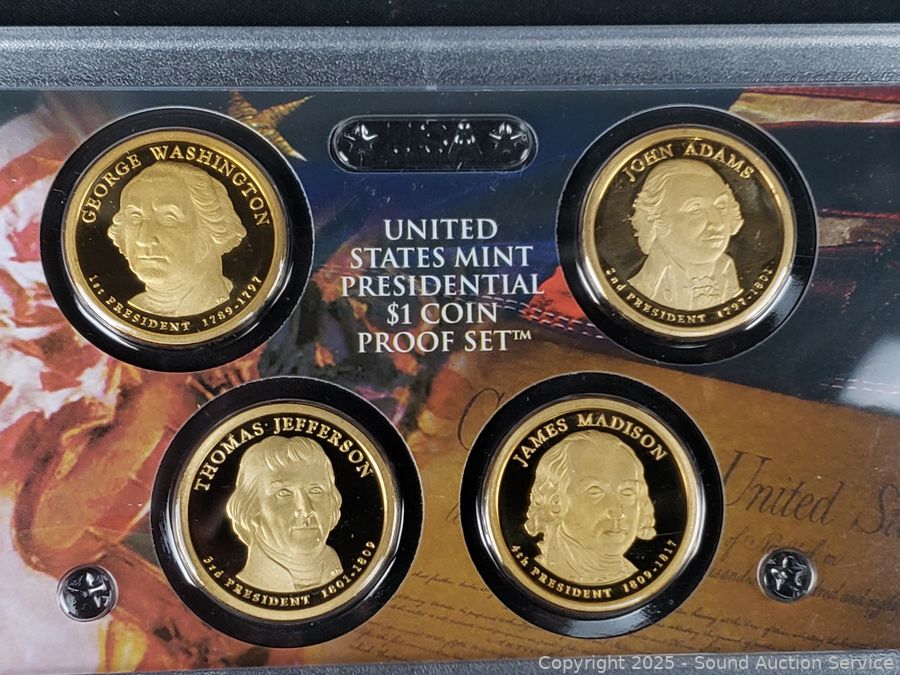 USA
GEORGE WASHINGTON
1st PRESIDENT 1789-1797
JOHN ADAMS
2nd PRESIDENT 1797-1801
UNITED
STATES MINT
PRESIDENTIAL
$1 COIN
PROOF SET™
THOMAS JEFFERSON
3rd PRESIDENT 1801-1809
JAMES MADISON
4th PRESIDENT 1809-1817
United
Copyright 2025 - Sound Auction Service